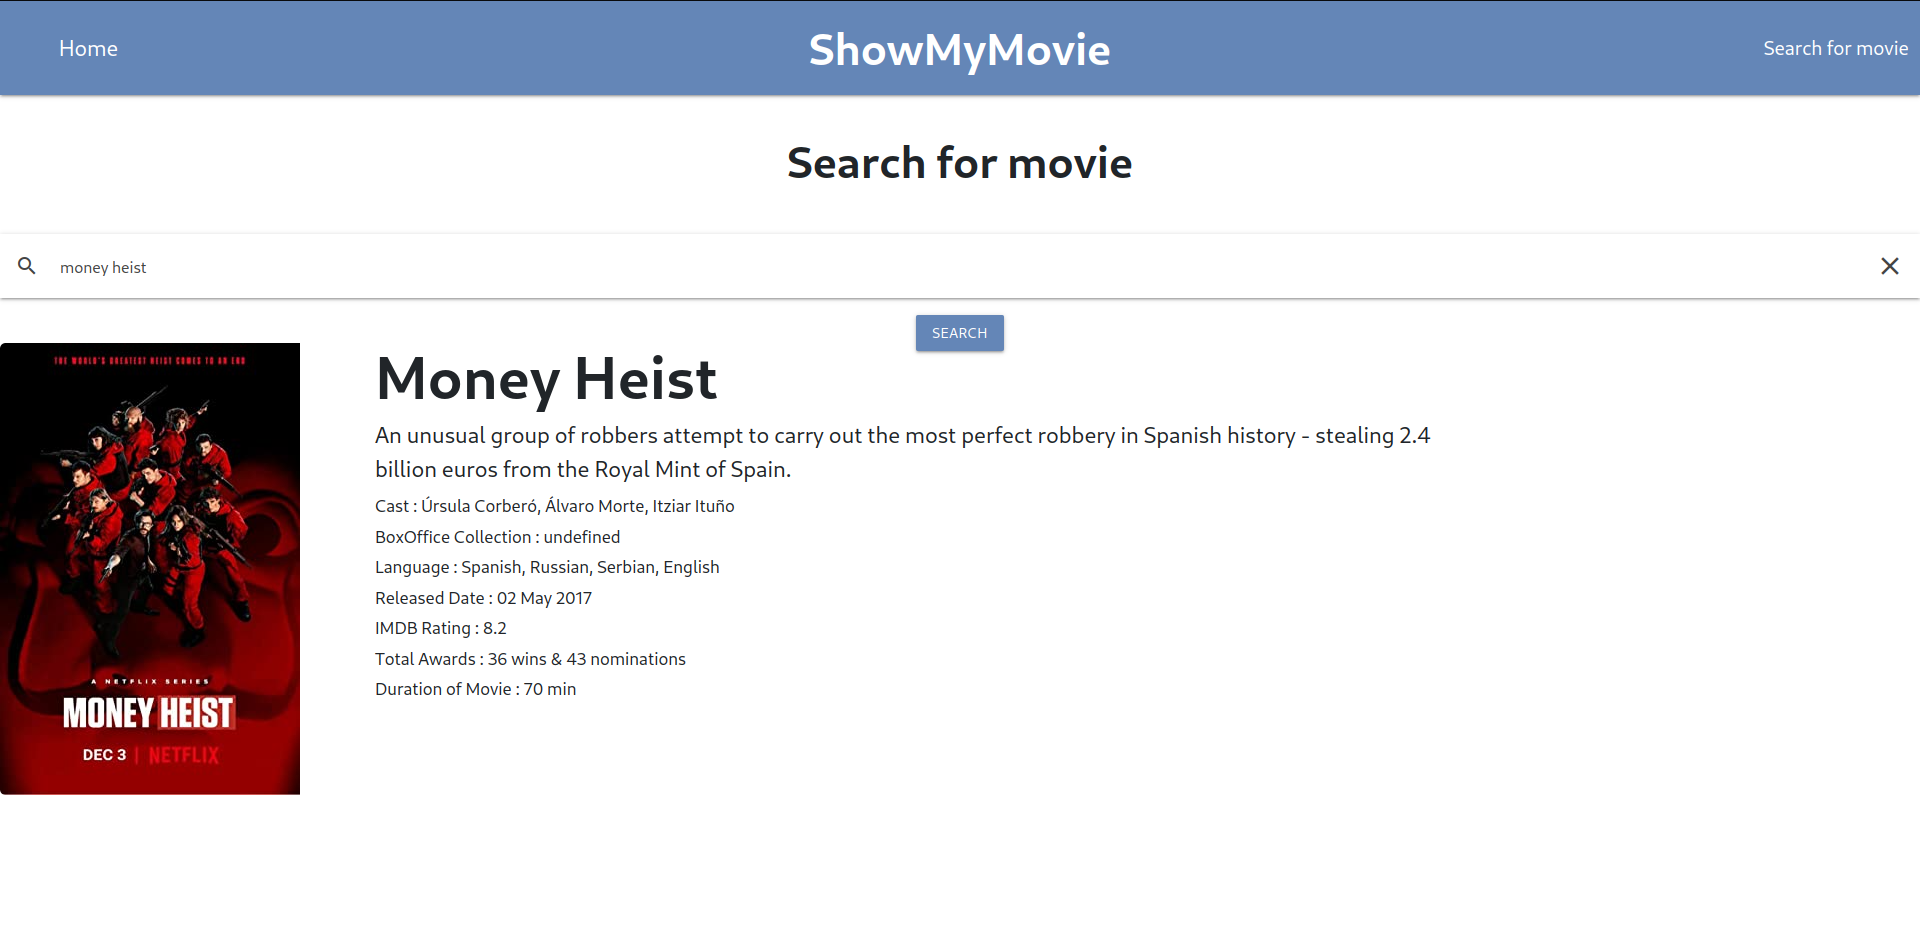 Home
ShowMyMovie
Search for movie
Search for movie
money heist
SEARCH
THE WORLD'S GREATEST HEIST COMES TO AN END
A NETFLIX SERIES
MONEY HEIST
DEC 3 | NETFLIX
Money Heist
An unusual group of robbers attempt to carry out the most perfect robbery in Spanish history - stealing 2.4
billion euros from the Royal Mint of Spain.
Cast : Úrsula Corberó, Álvaro Morte, Itziar Ituño
BoxOffice Collection : undefined
Language : Spanish, Russian, Serbian, English
Released Date : 02 May 2017
IMDB Rating : 8.2
Total Awards : 36 wins & 43 nominations
Duration of Movie : 70 min